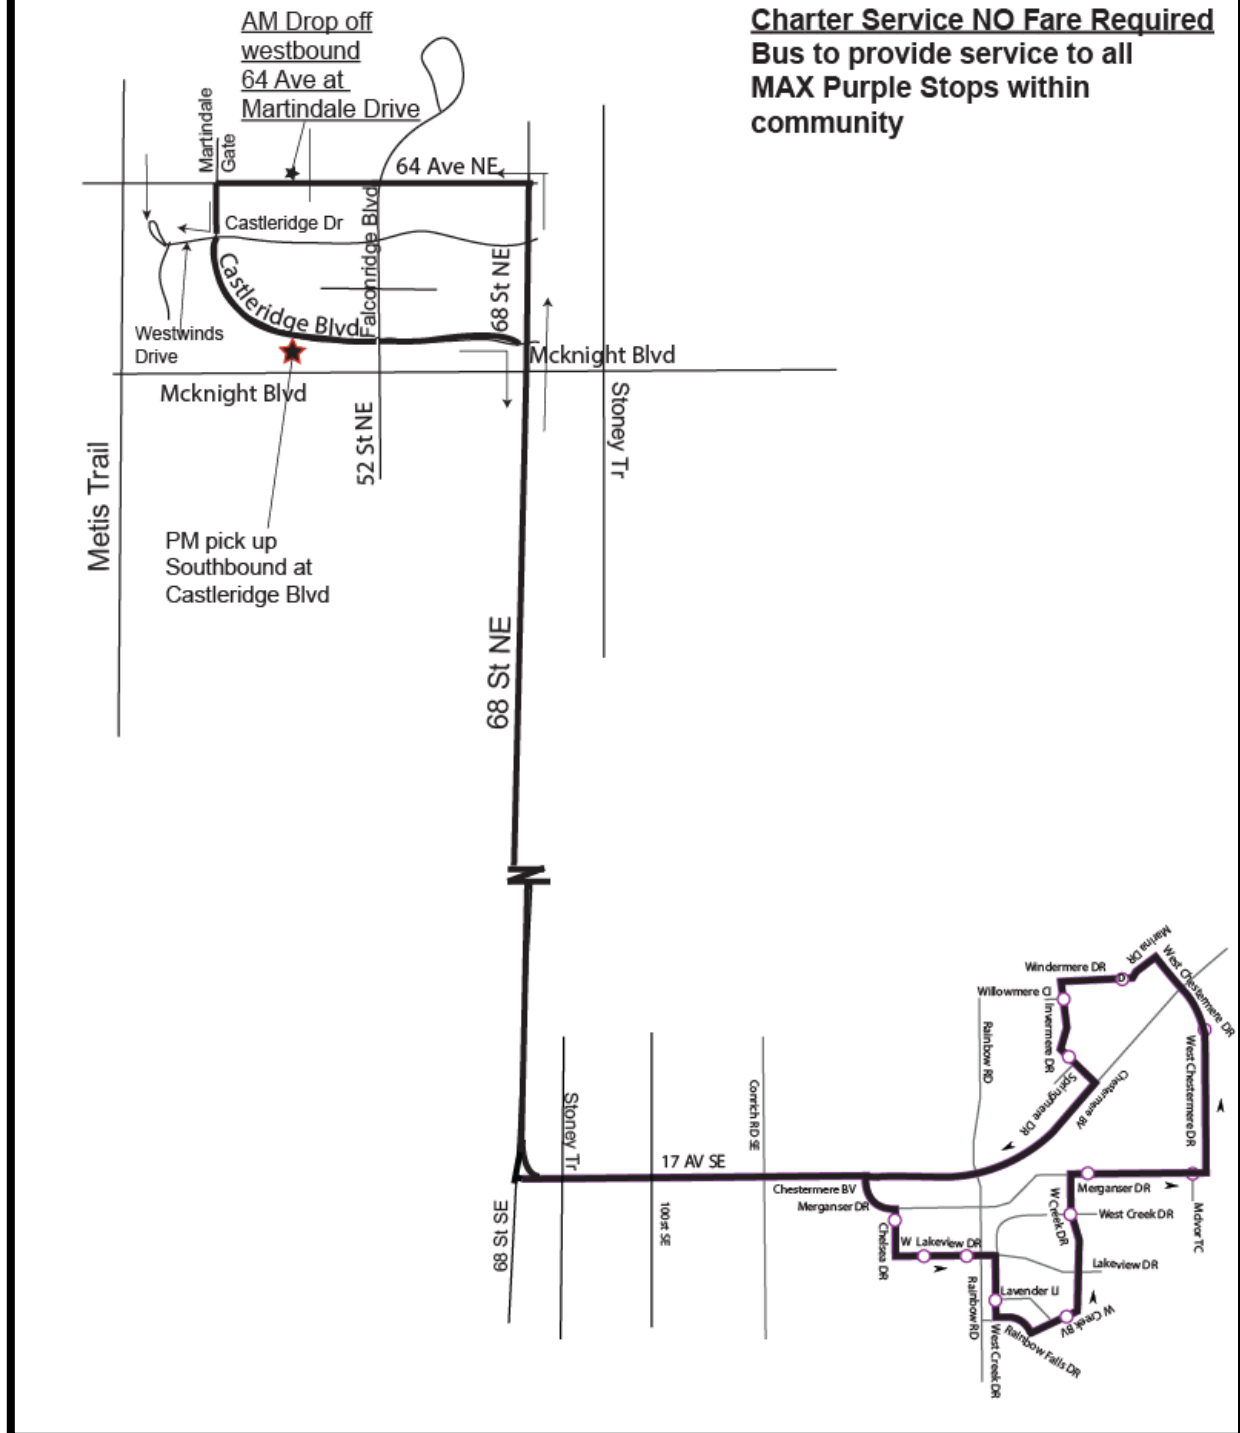 AM Drop off
westbound
64 Ave at
Martindale Drive
Charter Service NO Fare Required
Bus to provide service to all
MAX Purple Stops within
community
Martindale
Gate
64 Ave NE
Castleridge Dr
Falconridge Blvd
68 St NE
Castleridge Blvd
Westwinds
Drive
Mcknight Blvd
Mcknight Blvd
52 St NE
Stoney Tr
Metis Trail
PM pick up
Southbound at
Castleridge Blvd
68 St NE
N
Marina DR
West Chestermere DR
Windermere DR
D
Willowmere Cl
Invermere DR
Rainbow RD
Springmere DR
Chestermere BV
West Chestermere DR
Stoney Tr
Conrich RD SE
17 AV SE
Chestermere BV
Merganser DR
Merganser DR
W Creek DR
West Creek DR
McIvor TC
68 St SE
100 st SE
Chelsea DR
W Lakeview DR
Lakeview DR
Rainbow RD
Lavender LI
W Creek BV
West Creek DR
Rainbow Falls DR